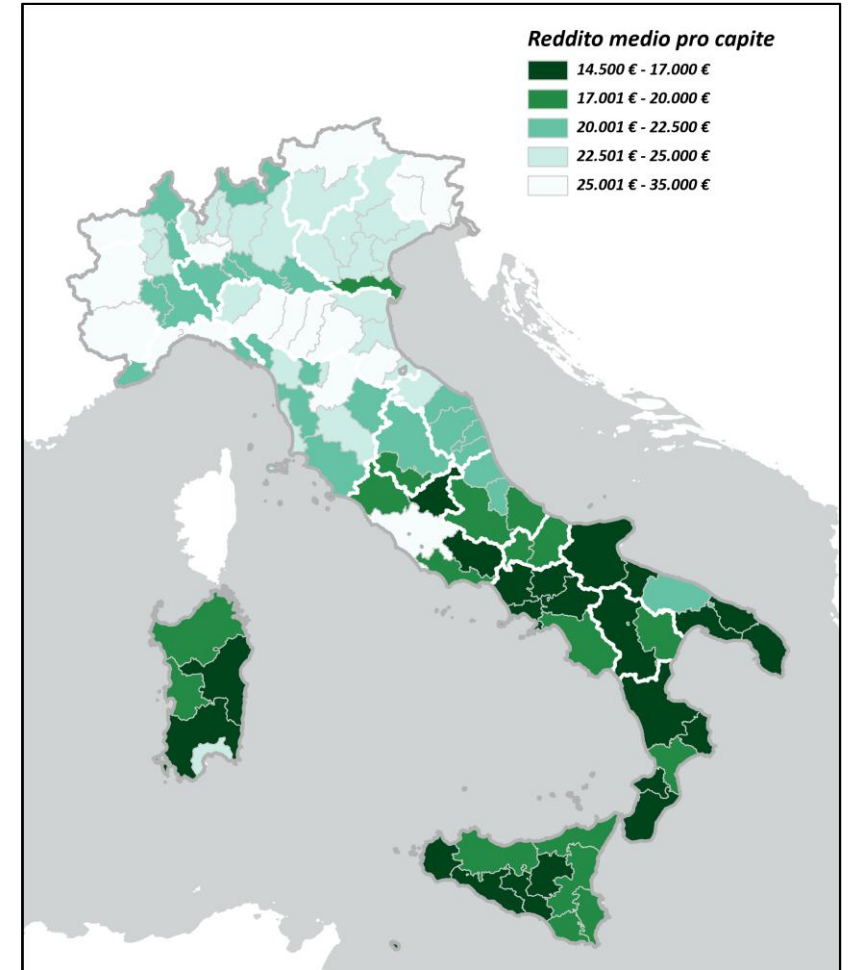 Reddito medio pro capite
14.500 € - 17.000 €
17.001 € - 20.000 €
20.001 € - 22.500 €
22.501 € - 25.000 €
25.001 € - 35.000 €